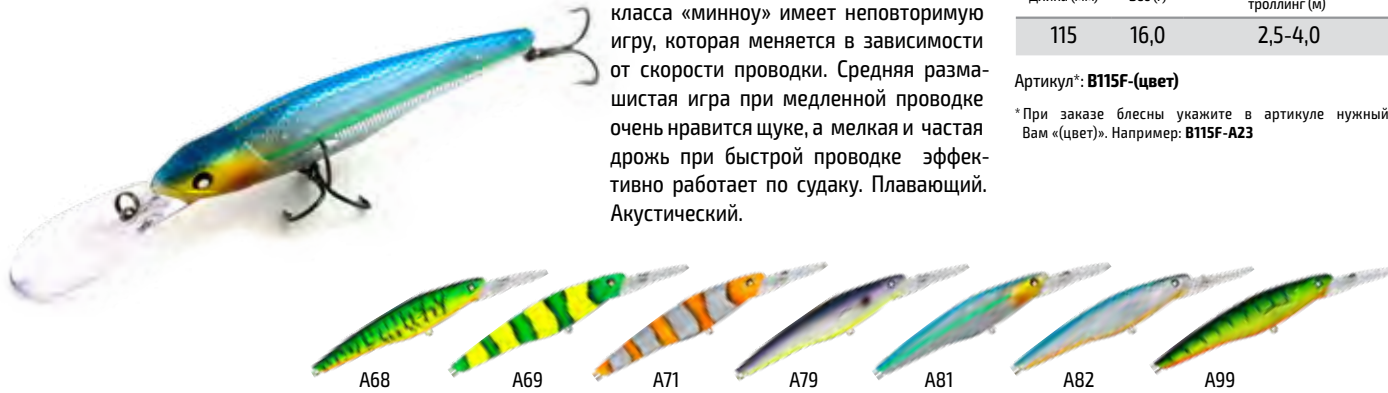 класса «минноу» имеет неповторимую
игру, которая меняется в зависимости
от скорости проводки. Средняя разма-
шистая игра при медленной проводке
очень нравится щуке, а мелкая и частая
дрожь при быстрой проводке эффек-
тивно работает по судаку. Плавающий.
Акустический.
троллинг (м)
115 16,0 2,5-4,0
Артикул*: B115F-(цвет)
* При заказе блесны укажите в артикуле нужный
Вам «(цвет)». Например: B115F-A23
A68 A69 A71 A79 A81 A82 A99